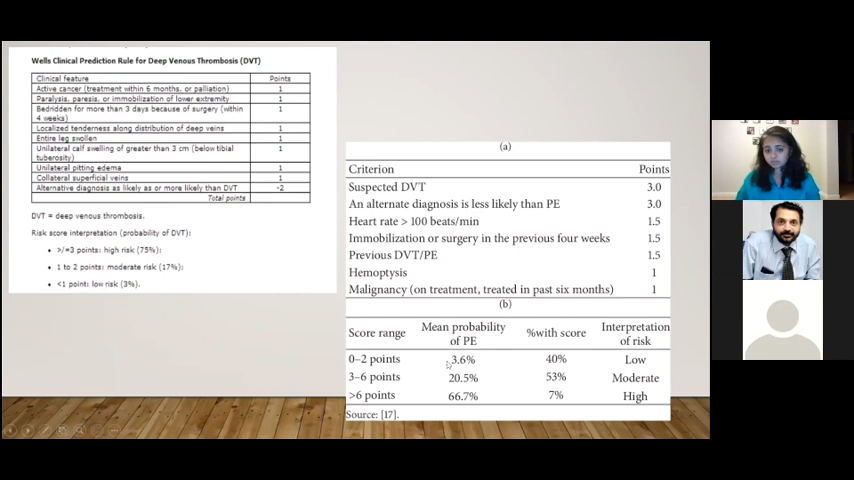 Wells Clinical Prediction Rule for Deep Venous Thrombosis (DVT)
Clinical feature Points
Active cancer (treatment within 6 months, or palliation) 1
Paralysis, paresis, or immobilization of lower extremity 1
Bedridden for more than 3 days because of surgery (within 1
4 weeks)
Localized tenderness along distribution of deep veins 1
Entire leg swollen 1
Unilateral calf swelling of greater than 3 cm (below tibial 1
tuberosity)
Unilateral pitting edema 1
Collateral superficial veins 1
Alternative diagnosis as likely as or more likely than DVT -2
Total points
DVT = deep venous thrombosis.
Risk score interpretation (probability of DVT):
• >/=3 points: high risk (75%);
• 1 to 2 points: moderate risk (17%);
• <1 point: low risk (3%).
(a)
Criterion Points
Suspected DVT 3.0
An alternate diagnosis is less likely than PE 3.0
Heart rate > 100 beats/min 1.5
Immobilization or surgery in the previous four weeks 1.5
Previous DVT/PE 1.5
Hemoptysis 1
Malignancy (on treatment, treated in past six months) 1
(b)
Score range Mean probability of PE %with score Interpretation of risk
0–2 points 3.6% 40% Low
3–6 points 20.5% 53% Moderate
>6 points 66.7% 7% High
Source: [17].